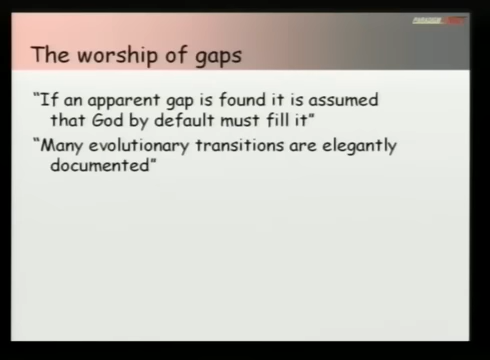 The worship of gaps
"If an apparent gap is found it is assumed
that God by default must fill it"
"Many evolutionary transitions are elegantly
documented"